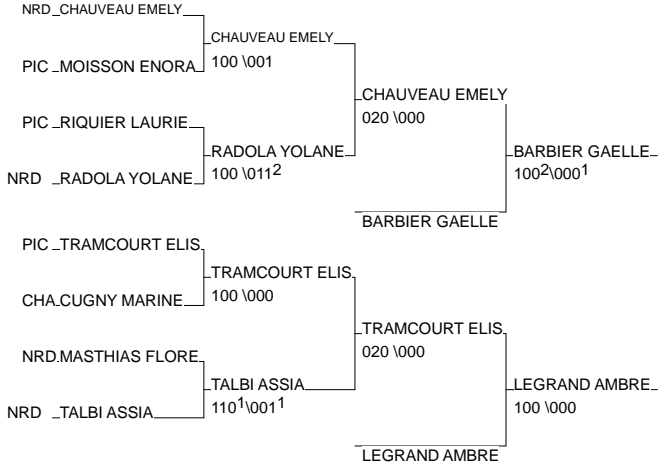 NRD CHAUVEAU EMELY
CHAUVEAU EMELY
100 \001
PIC MOISSON ENORA
CHAUVEAU EMELY
020 \000
PIC RIQUIER LAURIE
RADOLA YOLANE
100 \011²
NRD RADOLA YOLANE
BARBIER GAELLE
100²\000¹
BARBIER GAELLE
PIC TRAMCOURT ELIS
TRAMCOURT ELIS
100 \000
CHA CUGNY MARINE
TRAMCOURT ELIS
020 \000
NRD MASTHIAS FLORE
TALBI ASSIA
110¹\001¹
NRD TALBI ASSIA
LEGRAND AMBRE
100 \000
LEGRAND AMBRE